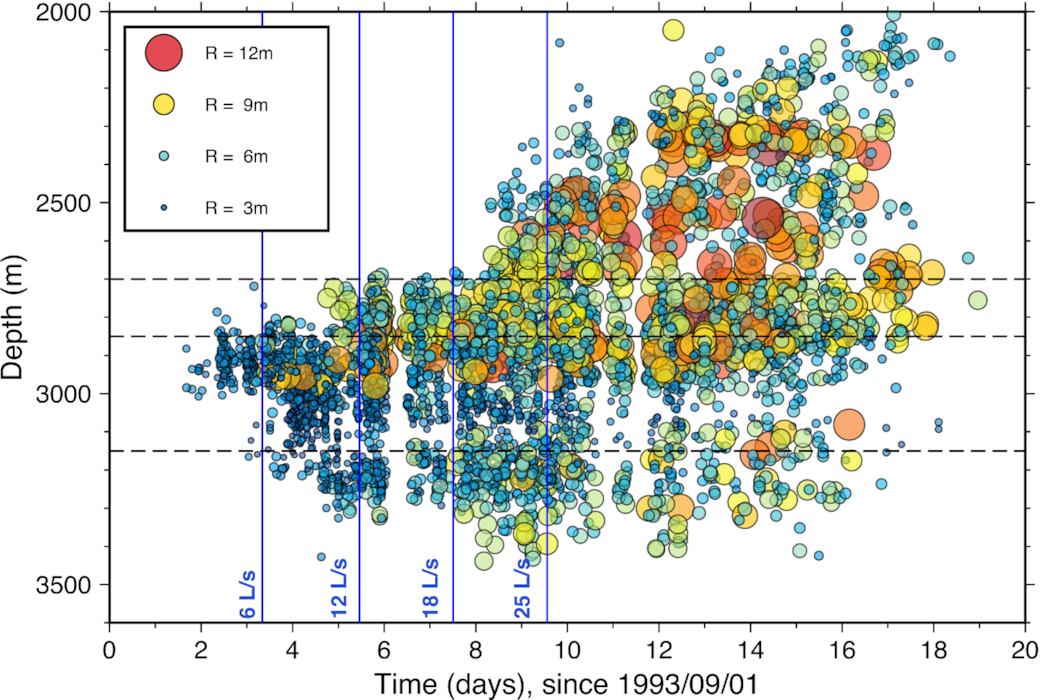 2000
2500
3000
3500
Depth (m)
R = 12m
R = 9m
R = 6m
R = 3m
6 L/s
12 L/s
18 L/s
25 L/s
0 2 4 6 8 10 12 14 16 18 20
Time (days), since 1993/09/01